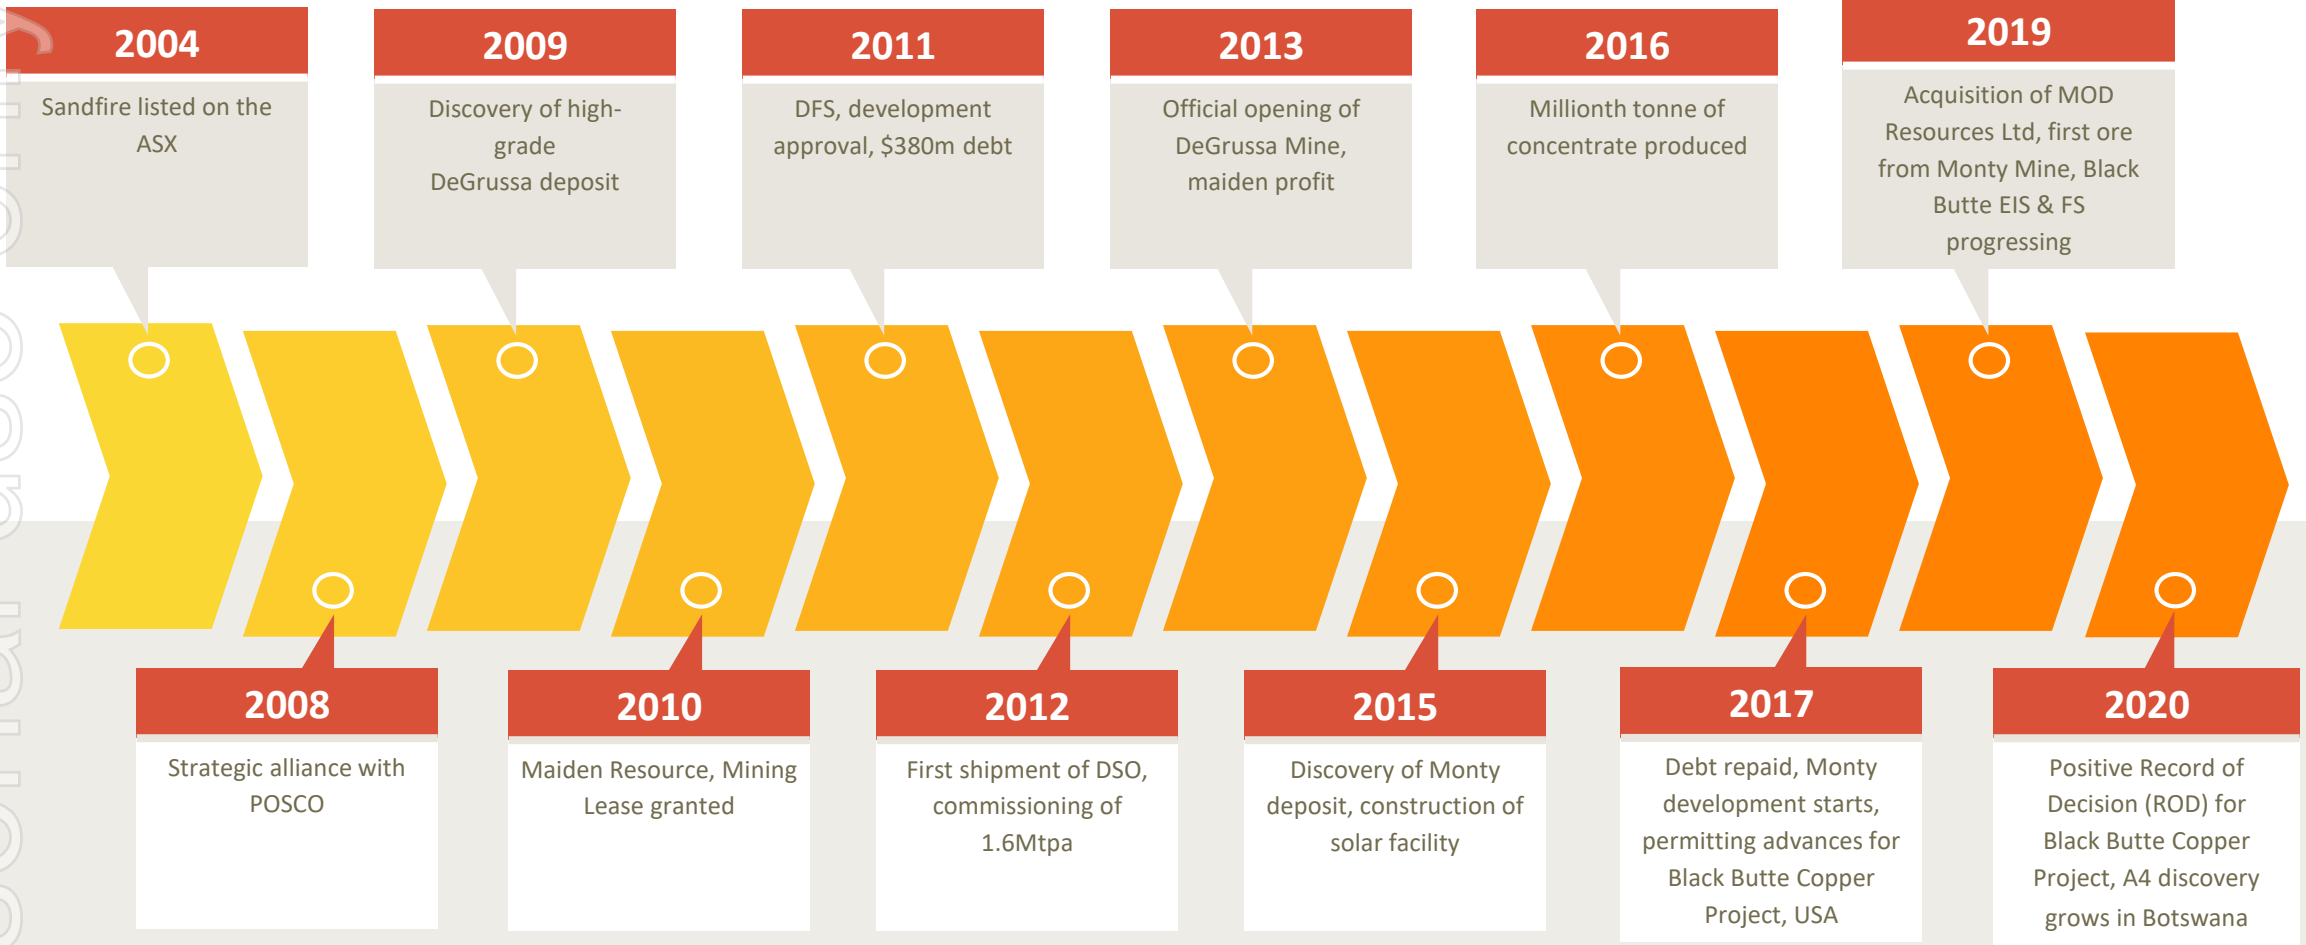 2004
Sandfire listed on the
ASX
2009
Discovery of high-
grade
DeGrussa deposit
2011
DFS, development
approval, $380m debt
2013
Official opening of
DeGrussa Mine,
maiden profit
2016
Millionth tonne of
concentrate produced
2019
Acquisition of MOD
Resources Ltd, first ore
from Monty Mine, Black
Butte EIS & FS
progressing
2008
Strategic alliance with
POSCO
2010
Maiden Resource, Mining
Lease granted
2012
First shipment of DSO,
commissioning of
1.6Mtpa
2015
Discovery of Monty
deposit, construction of
solar facility
2017
Debt repaid, Monty
development starts,
permitting advances for
Black Butte Copper
Project, USA
2020
Positive Record of
Decision (ROD) for
Black Butte Copper
Project, A4 discovery
grows in Botswana